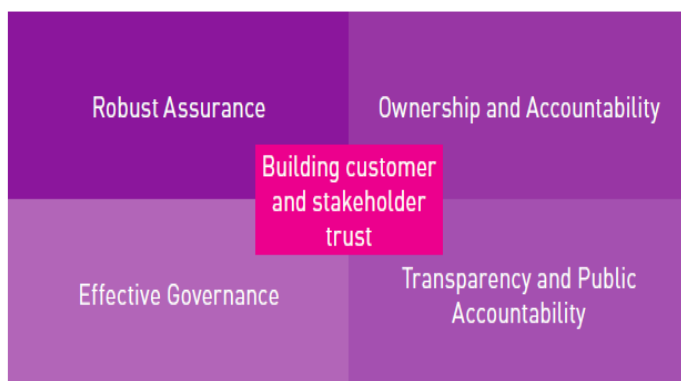 Robust Assurance
Ownership and Accountability
Building customer
and stakeholder
trust
Effective Governance
Transparency and Public
Accountability